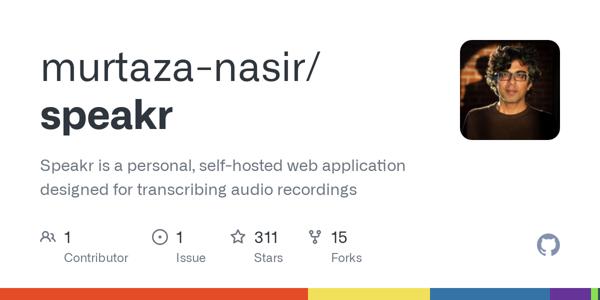 murtaza-nasir/
speakr
Speakr is a personal, self-hosted web application
designed for transcribing audio recordings
1 1 311 15
Contributor Issue Stars Forks